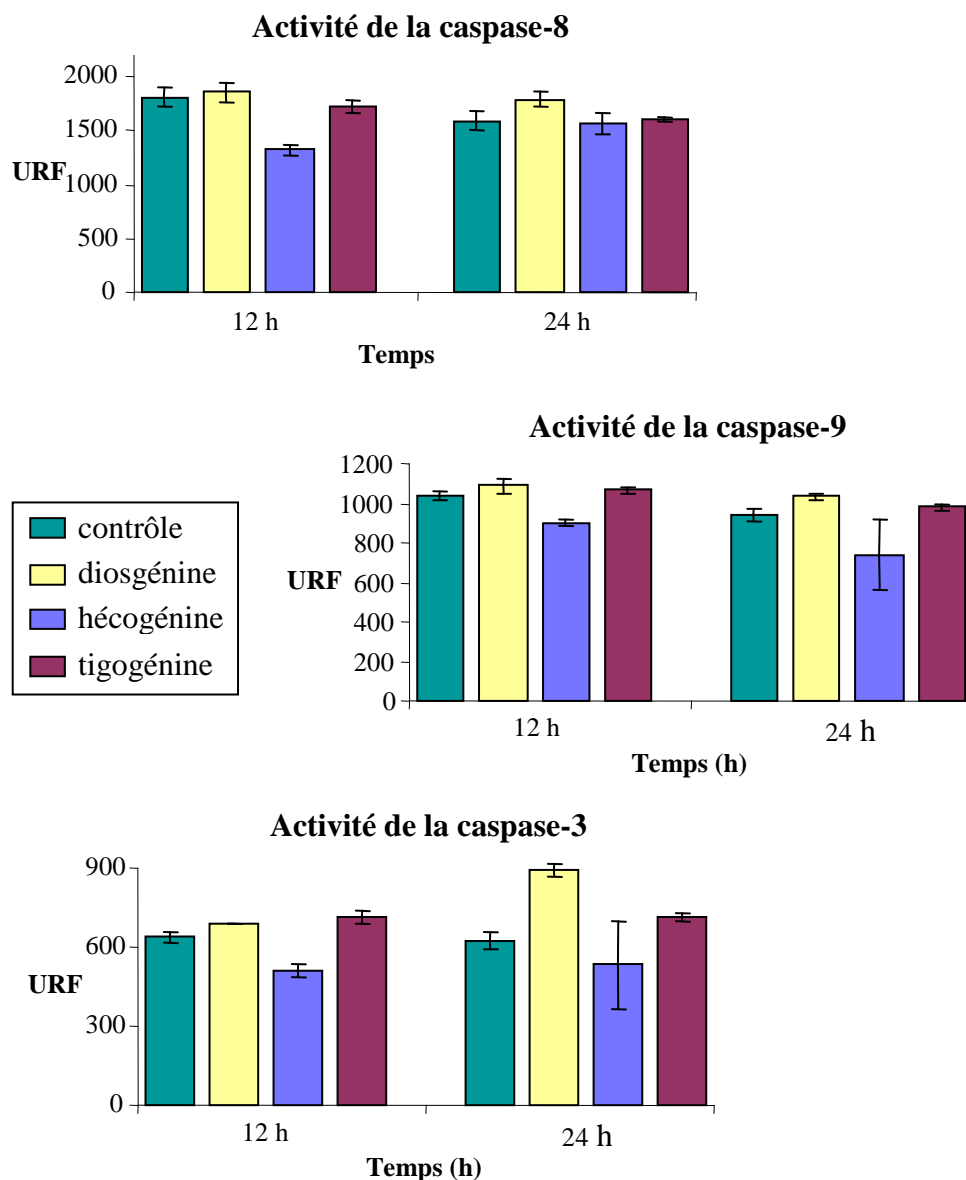 Activité de la caspase-8
2000
1500
URF
1000
500
0
12 h
24 h
Temps
Activité de la caspase-9
1200
1000
800
URF
600
400
200
0
12 h
24 h
Temps (h)
contrôle
diosgénine
hécogénine
tigogénine
Activité de la caspase-3
900
600
URF
300
0
12 h
24 h
Temps (h)